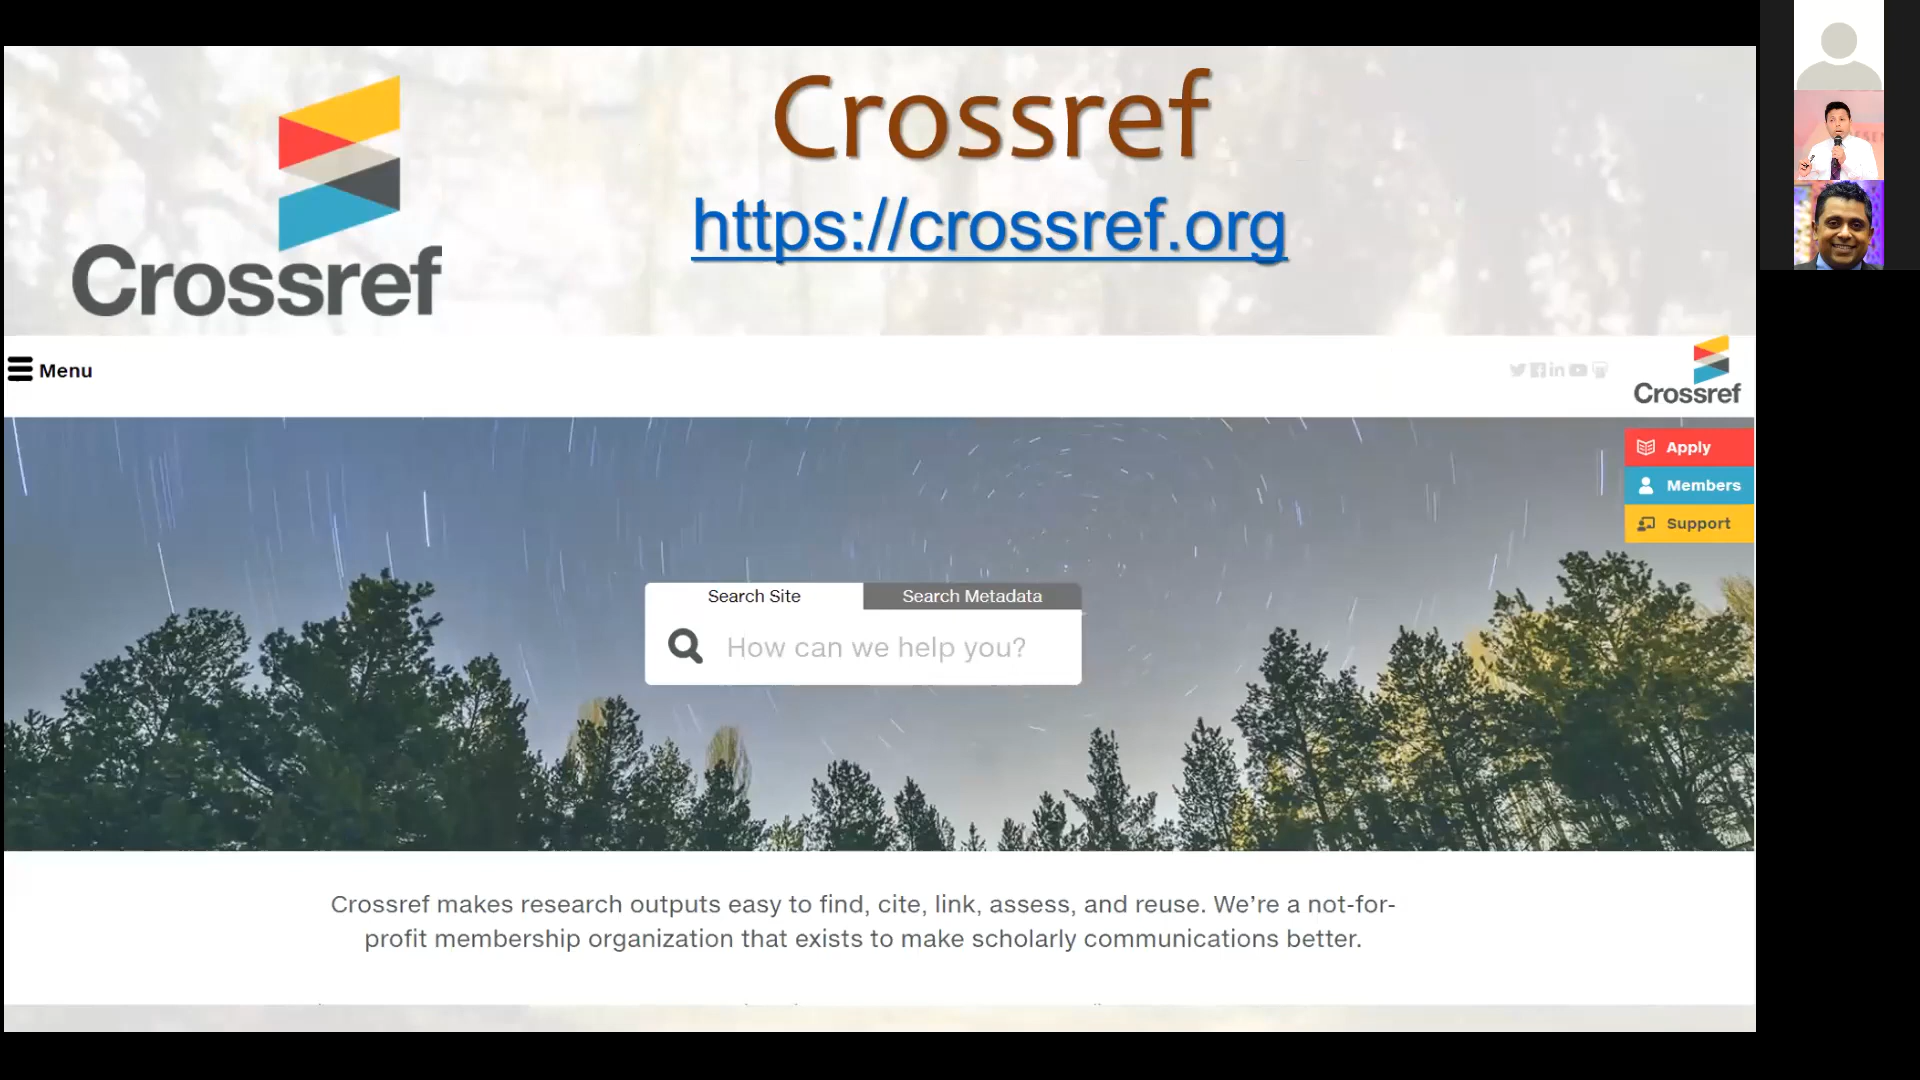 Crossref
https://crossref.org
Crossref
Menu
Crossref
Apply
Members
Support
Search Site
Search Metadata
How can we help you?
Crossref makes research outputs easy to find, cite, link, assess, and reuse. We’re a not-for-
profit membership organization that exists to make scholarly communications better.